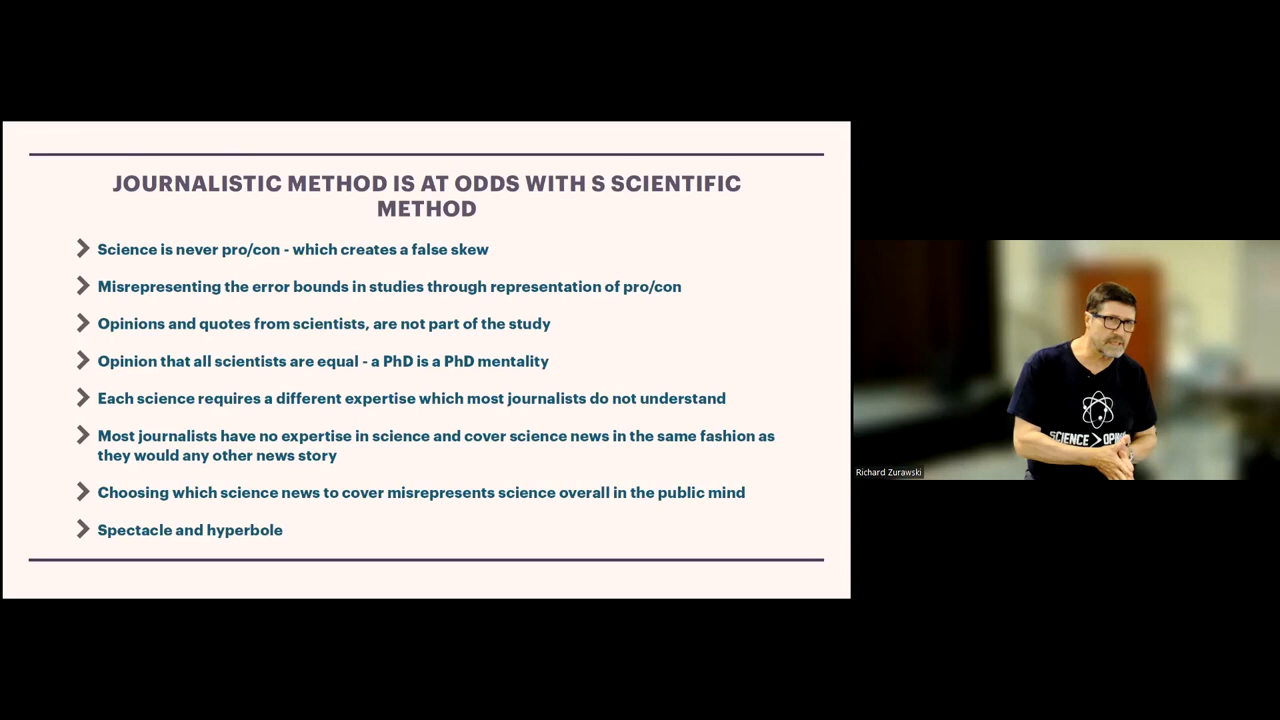 JOURNALISTIC METHOD IS AT ODDS WITH S SCIENTIFIC
METHOD
Science is never pro/con - which creates a false skew
Misrepresenting the error bounds in studies through representation of pro/con
Opinions and quotes from scientists, are not part of the study
Opinion that all scientists are equal - a PhD is a PhD mentality
Each science requires a different expertise which most journalists do not understand
Most journalists have no expertise in science and cover science news in the same fashion as
they would any other news story
Choosing which science news to cover misrepresents science overall in the public mind
Spectacle and hyperbole
Richard Zurawski
SCIENCE >